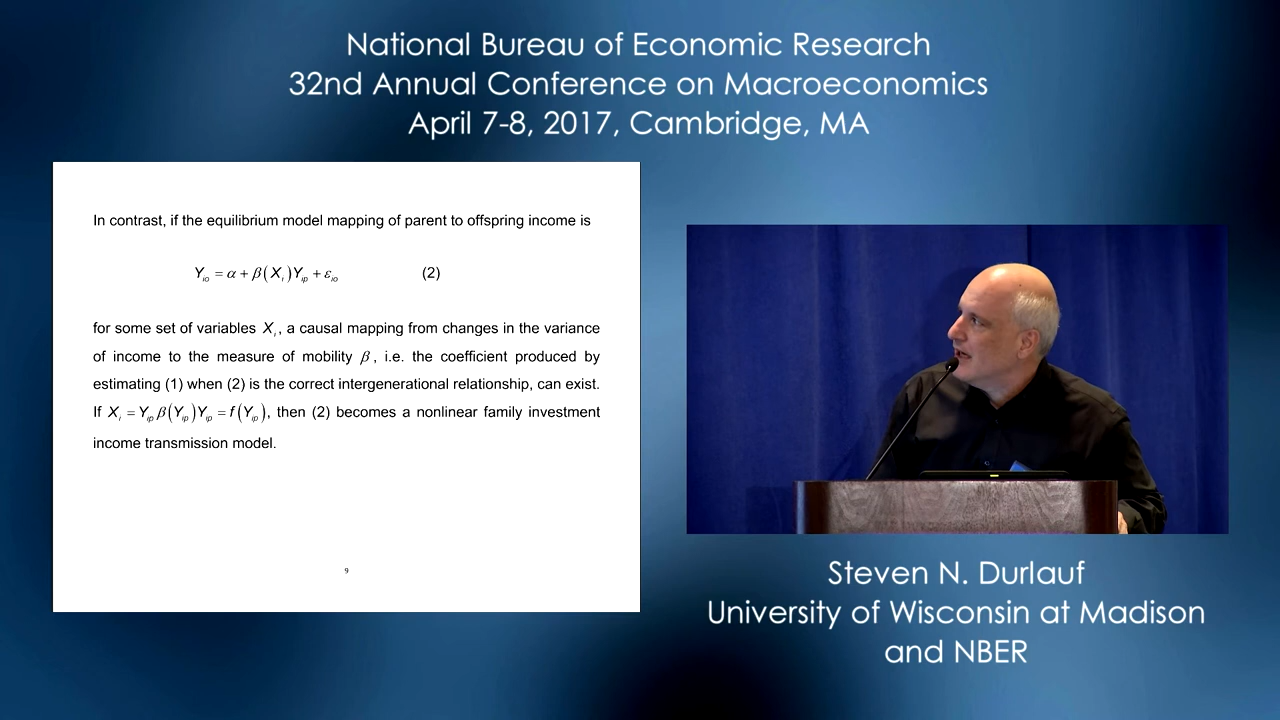 National Bureau of Economic Research
32nd Annual Conference on Macroeconomics
April 7-8, 2017, Cambridge, MA
In contrast, if the equilibrium model mapping of parent to offspring income is
Y_io = α + β(X_i)Y_ip + ε_io (2)
for some set of variables X_i, a causal mapping from changes in the variance
of income to the measure of mobility β, i.e. the coefficient produced by
estimating (1) when (2) is the correct intergenerational relationship, can exist.
If X_i = Y_ip β(Y_ip)Y_ip = f(Y_ip), then (2) becomes a nonlinear family investment
income transmission model.
9
Steven N. Durlauf
University of Wisconsin at Madison
and NBER